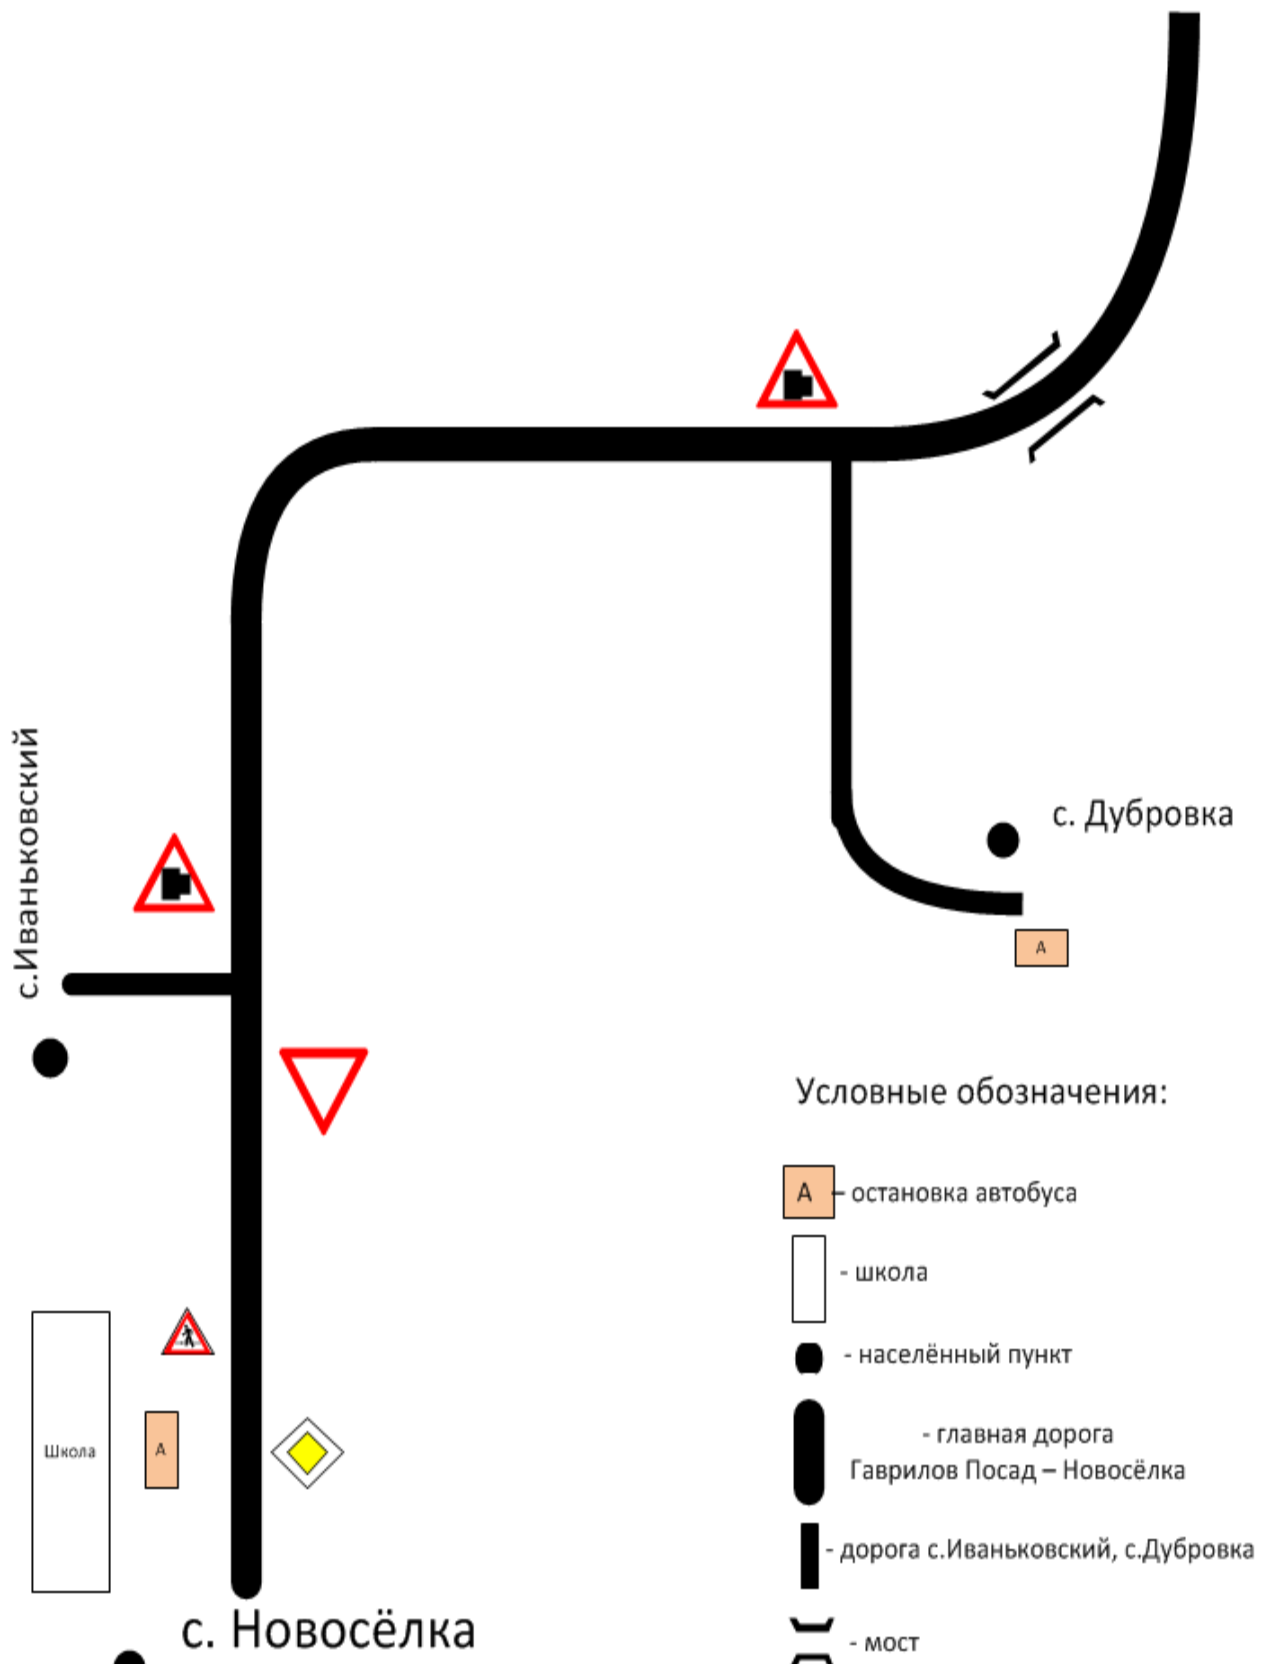 с.Иваньковский
с. Дубровка
А
Условные обозначения:
А – остановка автобуса
- школа
- населённый пункт
- главная дорога
Гаврилов Посад – Новосёлка
- дорога с.Иваньковский, с.Дубровка
- мост
Школа
А
с. Новосёлка